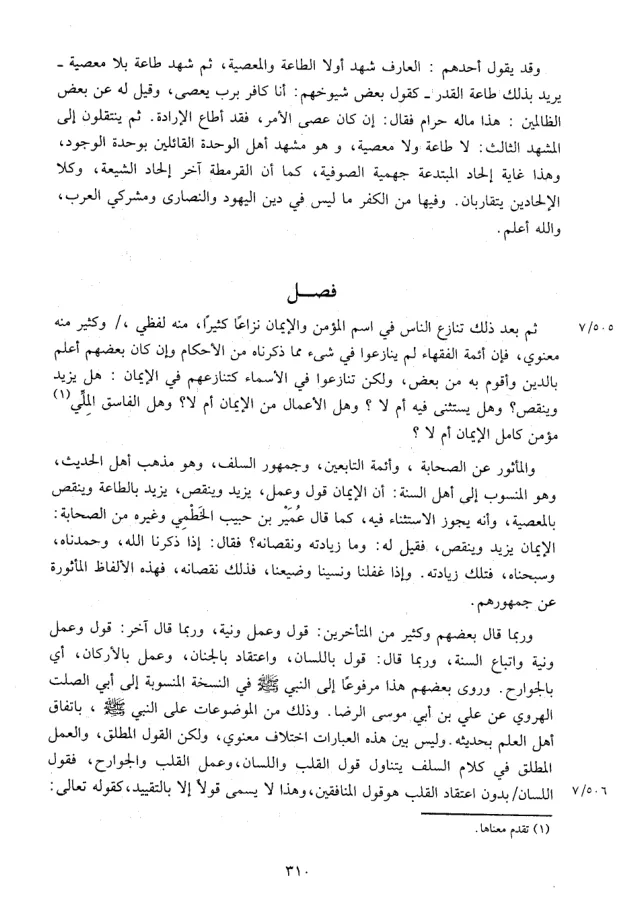 وقد يقول أحدهم : العارف شهد أولا الطاعة والمعصية، ثم شهد طاعة بلا معصية ـ
يريد بذلك طاعة القدر ـ كقول بعض شيوخهم: أنا كافر برب يعصى، وقيل له عن بعض
الظالمين : هذا ماله حرام فقال: إن كان عصى الأمر، فقد أطاع الإرادة. ثم ينتقلون إلى
المشهد الثالث: لا طاعة ولا معصية، و هو مشهد أهل الوحدة القائلين بوحدة الوجود،
وهذا غاية إلحاد المبتدعة جهمية الصوفية، كما أن القرمطة آخر إلحاد الشيعة، وكلا
الإلحادين يتقاربان. وفيها من الكفر ما ليس في دين اليهود والنصارى ومشركي العرب،
والله أعلم.
فصــل
٧/٥٠٥ ثم بعد ذلك تنازع الناس في اسم المؤمن والإيمان نزاعًا كثيرًا، منه لفظي ،/ وكثير منه
معنوي، فإن أئمة الفقهاء لم ينازعوا في شىء مما ذكرناه من الأحكام وإن كان بعضهم أعلم
بالدين وأقوم به من بعض، ولكن تنازعوا في الأسماء كتنازعهم في الإيمان : هل يزيد
وينقص؟ وهل يستثنى فيه أم لا ؟ وهل الأعمال من الإيمان أم لا؟ وهل الفاسق المِلِّي(١)
مؤمن كامل الإيمان أم لا ؟
والمأثور عن الصحابة ، وأئمة التابعين، وجمهور السلف، وهو مذهب أهل الحديث،
وهو المنسوب إلى أهل السنة: أن الإيمان قول وعمل، يزيد وينقص، يزيد بالطاعة وينقص
بالمعصية، وأنه يجوز الاستثناء فيه، كما قال عُمَيْر بن حبيب الخَطْمِي وغيره من الصحابة:
الإيمان يزيد وينقص، فقيل له: وما زيادته ونقصانه؟ فقال: إذا ذكرنا الله، وحمدناه،
وسبحناه، فتلك زيادته. وإذا غفلنا ونسينا وضيعنا، فذلك نقصانه، فهذه الألفاظ المأثورة
عن جمهورهم.
وربما قال بعضهم وكثير من المتأخرين: قول وعمل ونية، وربما قال آخر: قول وعمل
ونية واتباع السنة، وربما قال: قول باللسان، واعتقاد بالجنان، وعمل بالأركان، أي
بالجوارح. وروى بعضهم هذا مرفوعًا إلى النبي ﷺ في النسخة المنسوبة إلى أبي الصلت
الهروي عن علي بن أبي موسى الرضا. وذلك من الموضوعات على النبي ﷺ ، باتفاق
أهل العلم بحديثه.وليس بين هذه العبارات اختلاف معنوي، ولكن القول المطلق، والعمل
المطلق في كلام السلف يتناول قول القلب واللسان،وعمل القلب والجوارح، فقول
٧/٥٠٦ اللسان/بدون اعتقاد القلب هوقول المنافقين،وهذا لا يسمى قولاً إلا بالتقييد،كقوله تعالى:
(١) تقدم معناها.
٣١٠